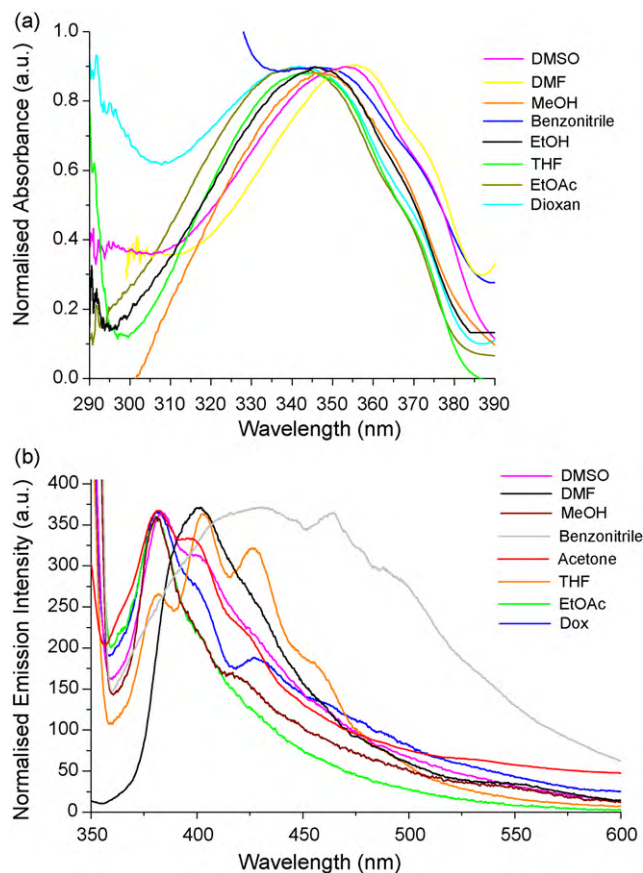 (a)
Normalised Absorbance (a.u.)
1.0
0.8
0.6
0.4
0.2
0.0
DMSO
DMF
MeOH
Benzonitrile
EtOH
THF
EtOAc
Dioxan
290 300 310 320 330 340 350 360 370 380 390
Wavelength (nm)
(b)
Normalised Emission Intensity (a.u.)
400
350
300
250
200
150
100
50
0
DMSO
DMF
MeOH
Benzonitrile
Acetone
THF
EtOAc
Dox
350 400 450 500 550 600
Wavelength (nm)